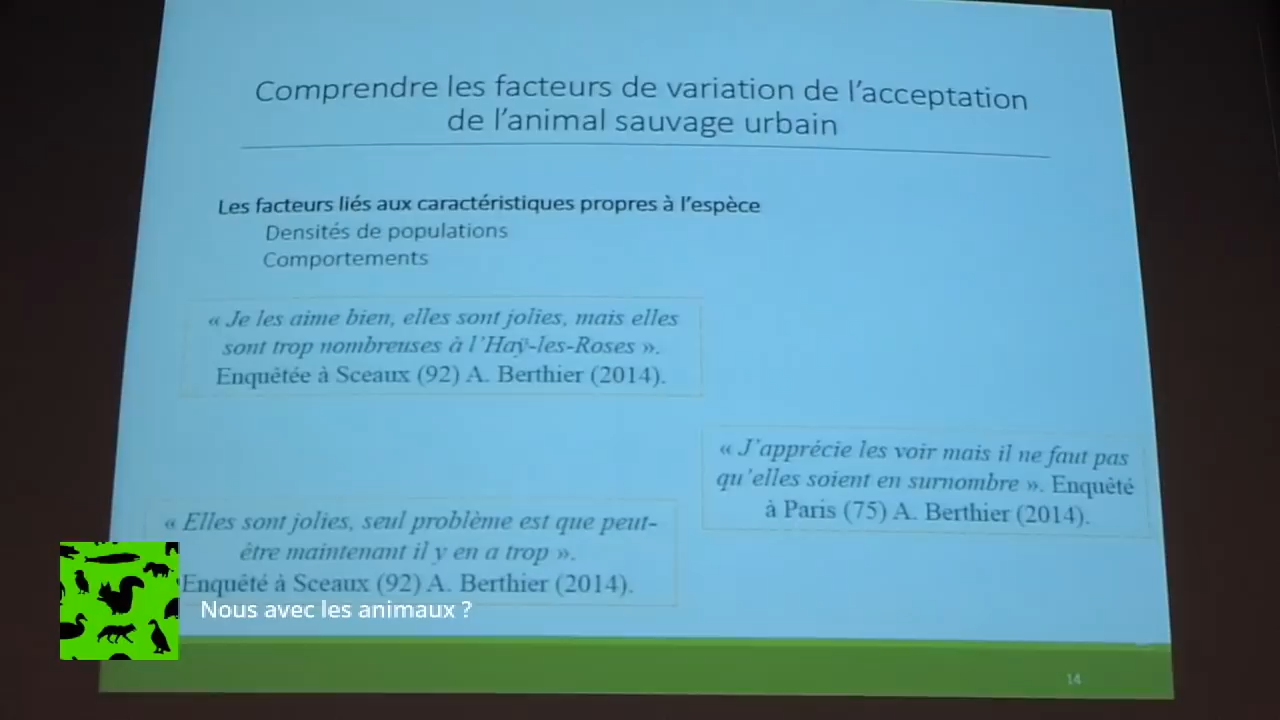 Comprendre les facteurs de variation de l'acceptation
de l'animal sauvage urbain
Les facteurs liés aux caractéristiques propres à l'espèce
Densités de populations
Comportements
« Je les aime bien, elles sont jolies, mais elles
sont trop nombreuses à l'Haÿ-les-Roses ».
Enquêtée à Sceaux (92) A. Berthier (2014).
« J'apprécie les voir mais il ne faut pas
qu'elles soient en surnombre ». Enquêté
à Paris (75) A. Berthier (2014).
« Elles sont jolies, seul problème est que peut-
être maintenant il y en a trop ».
Enquêté à Sceaux (92) A. Berthier (2014).
Nous avec les animaux ?
14